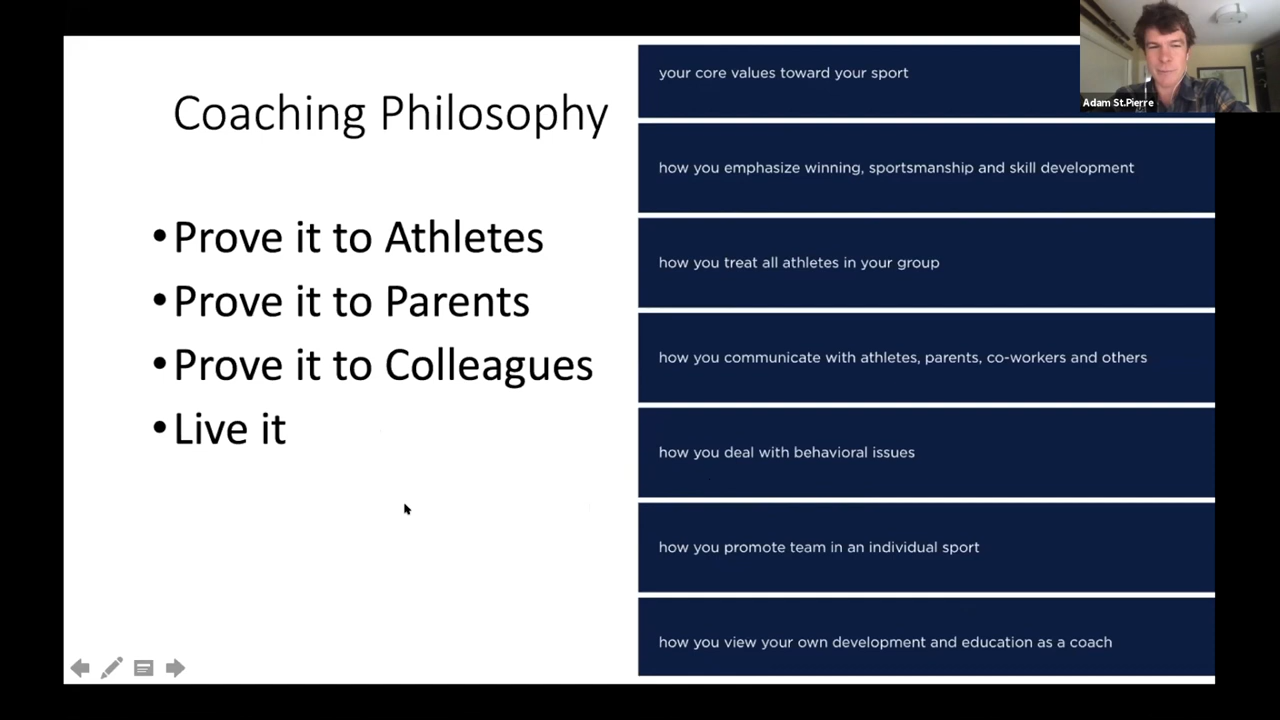 Coaching Philosophy
•Prove it to Athletes
•Prove it to Parents
•Prove it to Colleagues
•Live it
your core values toward your sport
how you emphasize winning, sportsmanship and skill development
how you treat all athletes in your group
how you communicate with athletes, parents, co-workers and others
how you deal with behavioral issues
how you promote team in an individual sport
how you view your own development and education as a coach
Adam St.Pierre